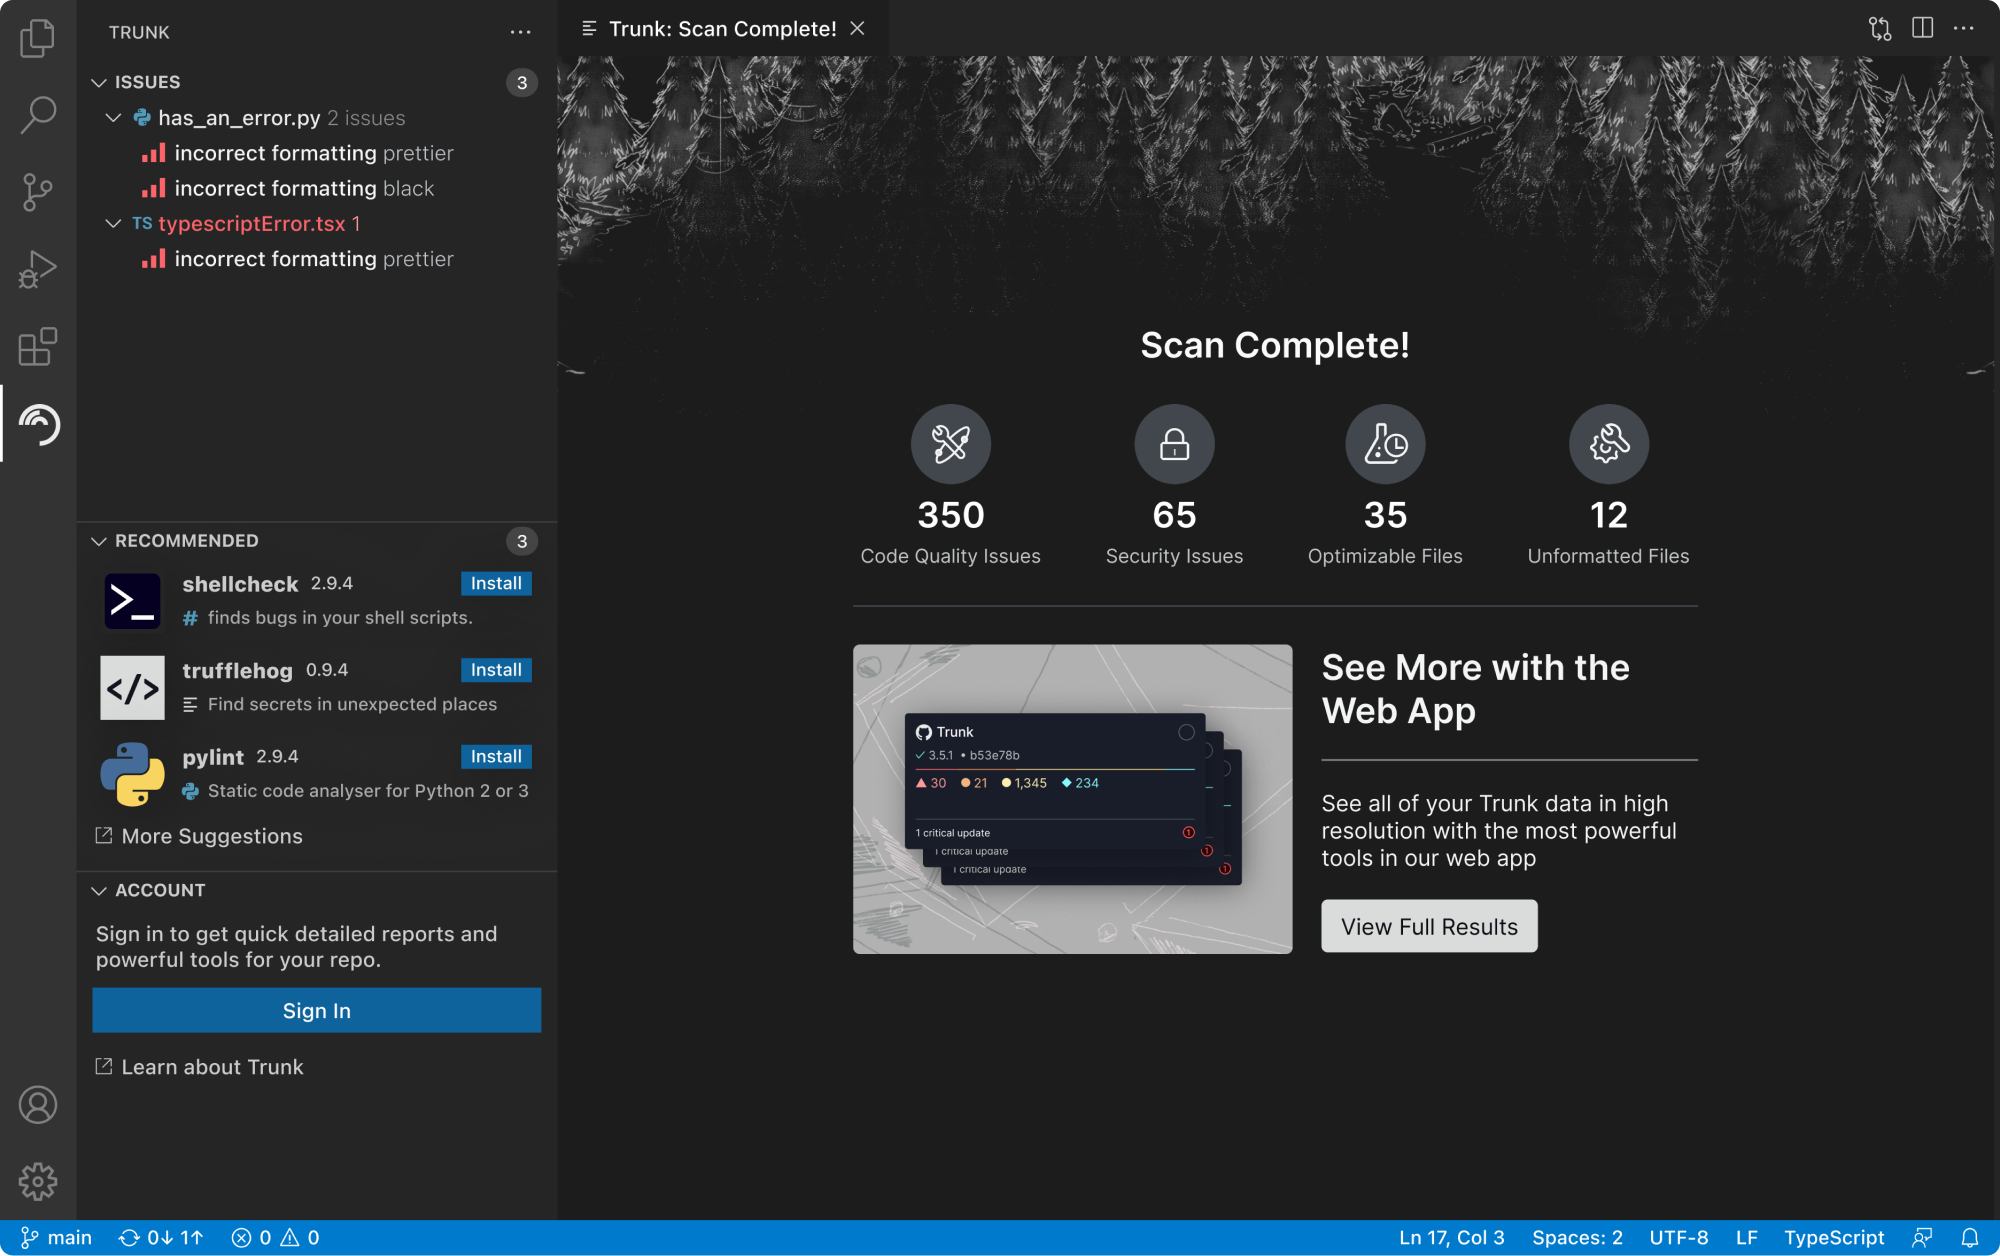 TRUNK
ISSUES 3
has_an_error.py 2 issues
incorrect formatting prettier
incorrect formatting black
TS typescriptError.tsx 1
incorrect formatting prettier
RECOMMENDED 3
shellcheck 2.9.4 Install
# finds bugs in your shell scripts.
</> trufflehog 0.9.4 Install
Find secrets in unexpected places
pylint 2.9.4 Install
Static code analyser for Python 2 or 3
More Suggestions
ACCOUNT
Sign in to get quick detailed reports and
powerful tools for your repo.
Sign In
Learn about Trunk
Trunk: Scan Complete!
Scan Complete!
350 65 35 12
Code Quality Issues Security Issues Optimizable Files Unformatted Files
Trunk
3.5.1 • b53e78b
30 21 1,345 234
1 critical update 1
1 critical update 1
1 critical update 1
See More with the
Web App
See all of your Trunk data in high
resolution with the most powerful
tools in our web app
View Full Results
main 0↓ 1↑ 0 0 Ln 17, Col 3 Spaces: 2 UTF-8 LF TypeScript